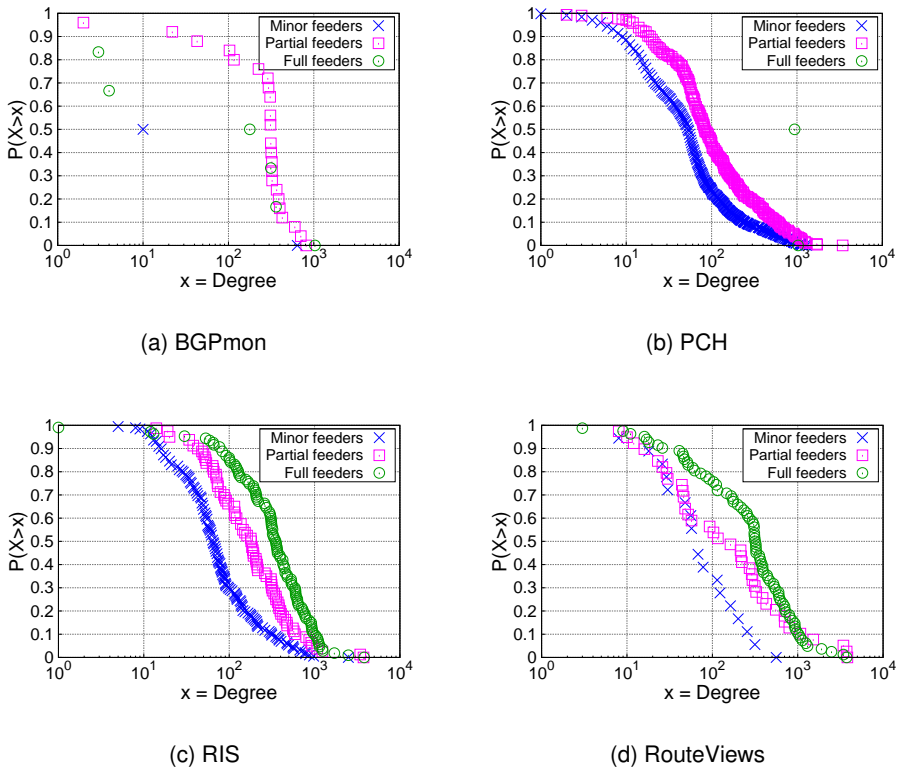 P(X>x)
1
0.9
0.8
0.7
0.6
0.5
0.4
0.3
0.2
0.1
0
10^0 10^1 10^2 10^3 10^4
x = Degree
Minor feeders
Partial feeders
Full feeders
(a) BGPmon
P(X>x)
1
0.9
0.8
0.7
0.6
0.5
0.4
0.3
0.2
0.1
0
10^0 10^1 10^2 10^3 10^4
x = Degree
Minor feeders
Partial feeders
Full feeders
(b) PCH
P(X>x)
1
0.9
0.8
0.7
0.6
0.5
0.4
0.3
0.2
0.1
0
10^0 10^1 10^2 10^3 10^4
x = Degree
Minor feeders
Partial feeders
Full feeders
(c) RIS
P(X>x)
1
0.9
0.8
0.7
0.6
0.5
0.4
0.3
0.2
0.1
0
10^0 10^1 10^2 10^3 10^4
x = Degree
Minor feeders
Partial feeders
Full feeders
(d) RouteViews